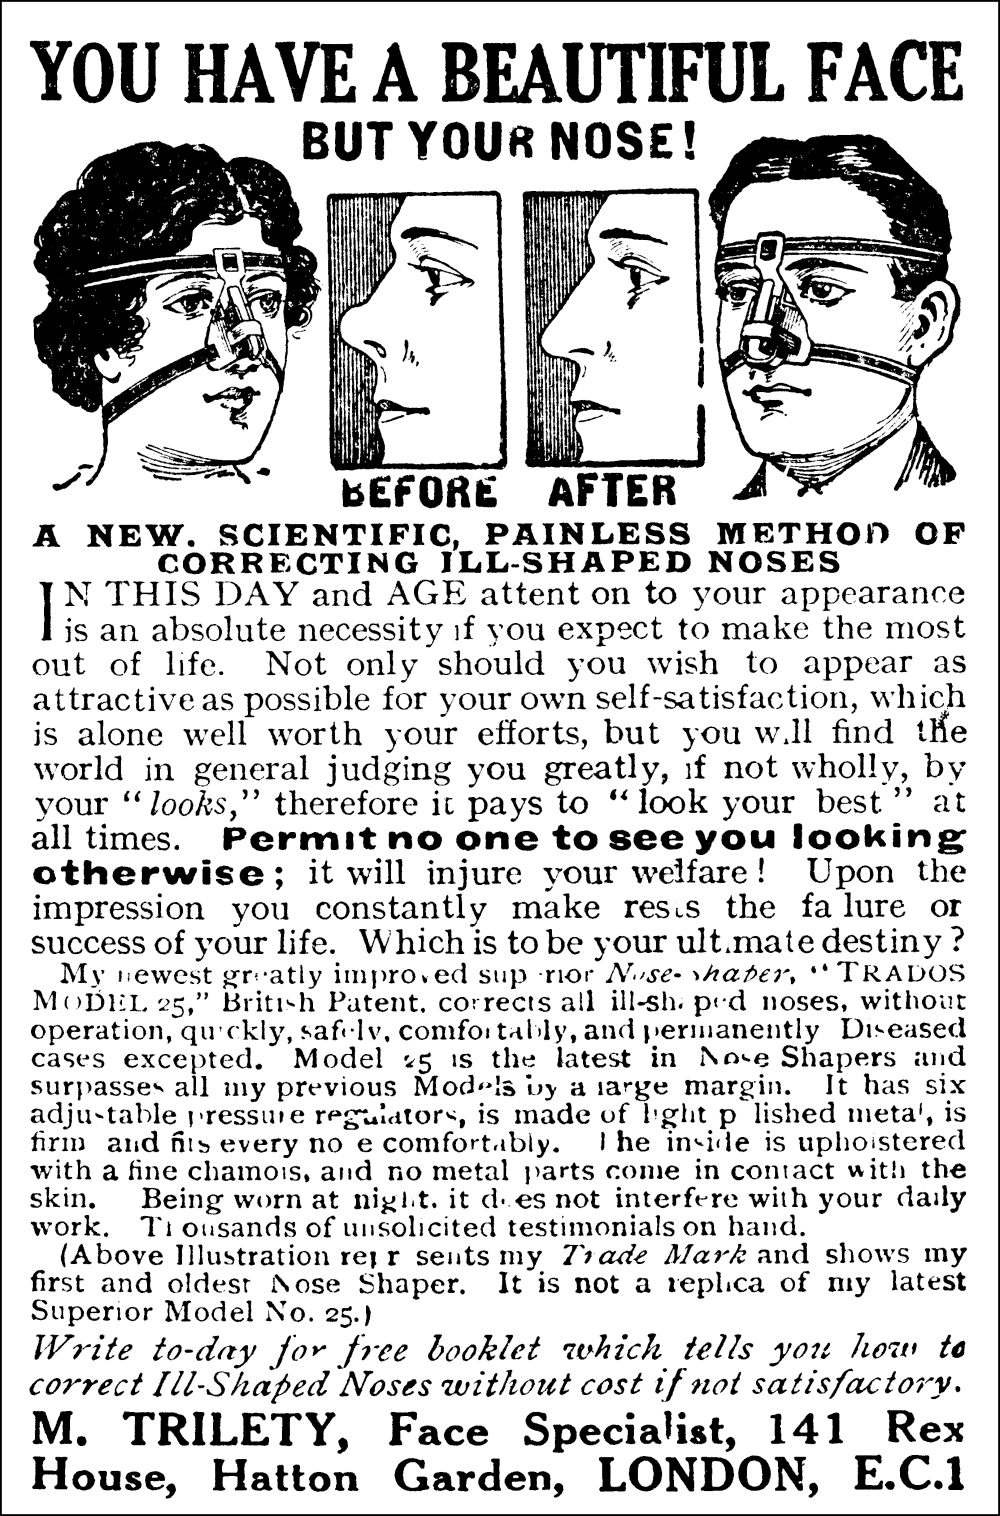 YOU HAVE A BEAUTIFUL FACE
BUT YOUR NOSE!
BEFORE AFTER
A NEW. SCIENTIFIC, PAINLESS METHOD OF
CORRECTING ILL-SHAPED NOSES
IN THIS DAY and AGE attent on to your appearance
is an absolute necessity if you expect to make the most
out of life. Not only should you wish to appear as
attractive as possible for your own self-satisfaction, which
is alone well worth your efforts, but you will find the
world in general judging you greatly, if not wholly, by
your "looks," therefore it pays to "look your best" at
all times. Permit no one to see you looking
otherwise; it will injure your welfare! Upon the
impression you constantly make rests the fa lure or
success of your life. Which is to be your ultimate destiny?
My newest greatly improved superior Nose-shaper, "TRADOS
MODEL 25," British Patent, corrects all ill-shaped noses, without
operation, quickly, safely, comfortably, and permanently Diseased
cases excepted. Model 25 is the latest in Nose Shapers and
surpasses all my previous Models by a large margin. It has six
adjustable pressure regulators, is made of light p lished metal, is
firm and fits every no e comfortably. The inside is upholstered
with a fine chamois, and no metal parts come in contact with the
skin. Being worn at night, it does not interfere with your daily
work. Thousands of unsolicited testimonials on hand.
(Above Illustration represents my Trade Mark and shows my
first and oldest Nose Shaper. It is not a replica of my latest
Superior Model No. 25.)
Write to-day for free booklet which tells you how to
correct Ill-Shaped Noses without cost if not satisfactory.
M. TRILETY, Face Specialist, 141 Rex
House, Hatton Garden, LONDON, E.C.1